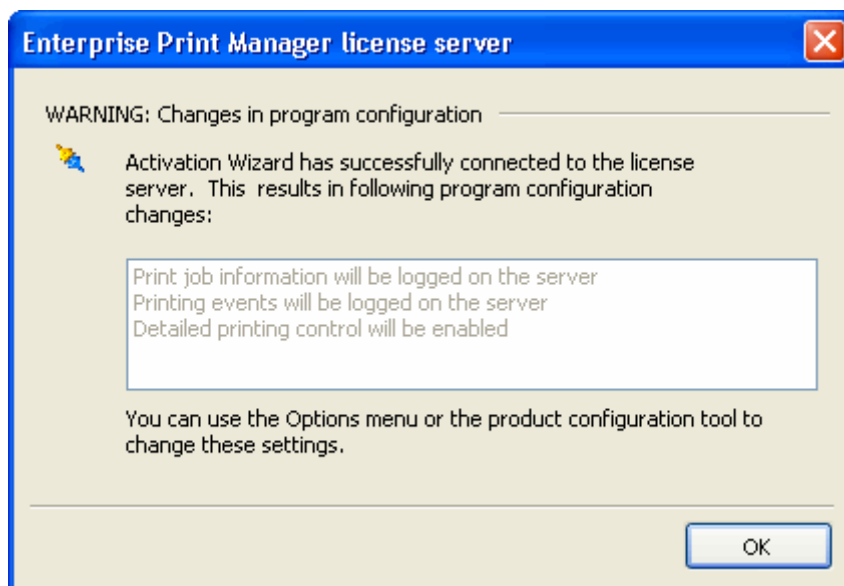 Enterprise Print Manager license server
WARNING: Changes in program configuration
Activation Wizard has successfully connected to the license
server. This results in following program configuration
changes:
Print job information will be logged on the server
Printing events will be logged on the server
Detailed printing control will be enabled
You can use the Options menu or the product configuration tool to
change these settings.
OK